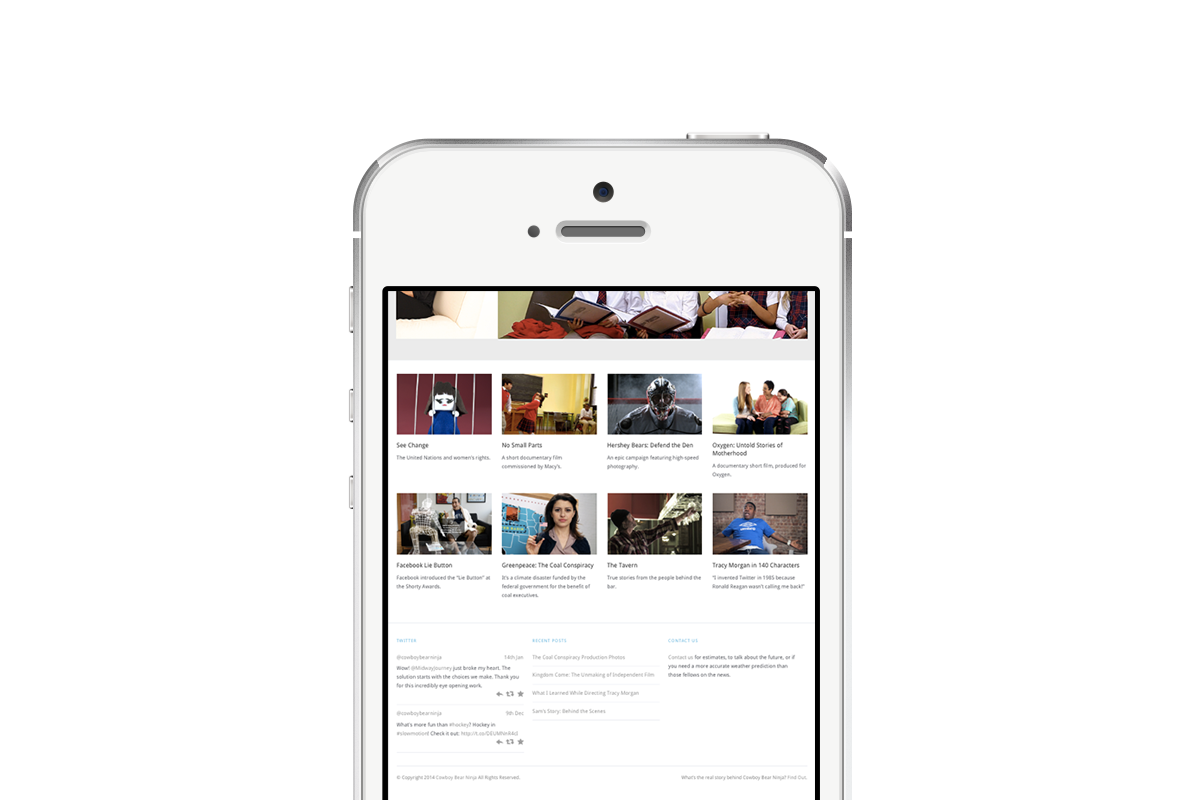 See Change
The United Nations and women's rights.
No Small Parts
A short documentary film
commissioned by Macy's.
Hershey Bears: Defend the Den
An epic campaign featuring high-speed
photography.
Oxygen: Untold Stories of
Motherhood
A documentary short film, produced for
Oxygen.
Facebook Lie Button
Facebook introduced the "Lie Button" at
the Shorty Awards.
Greenpeace: The Coal Conspiracy
It's a climate disaster funded by the
federal government for the benefit of
coal executives.
The Tavern
True stories from the people behind the
bar.
Tracy Morgan in 140 Characters
"I invented Twitter in 1985 because
Ronald Reagan wasn't calling me back!"
TWITTER
@cowboybearninja 14th Jan
Wow! @MidwayJourney just broke my heart. The
solution starts with the choices we make. Thank you
for this incredibly eye opening work.
@cowboybearninja 9th Dec
What's more fun than #hockey? Hockey in
#slowmotion! Check it out:
RECENT POSTS
The Coal Conspiracy Production Photos
Kingdom Come: The Unmaking of Independent Film
What I Learned While Directing Tracy Morgan
Sam's Story: Behind the Scenes
CONTACT US
Contact us for estimates, to talk about the future, or if
you need a more accurate weather prediction than
those fellows on the news.
© Copyright 2014 Cowboy Bear Ninja All Rights Reserved.
What's the real story behind Cowboy Bear Ninja? Find Out.